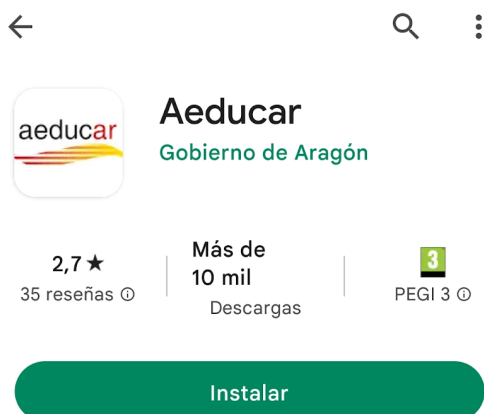 aeducar
Aeducar
Gobierno de Aragón
2,7★
35 reseñas
Más de
10 mil
Descargas
3
PEGI 3
Instalar